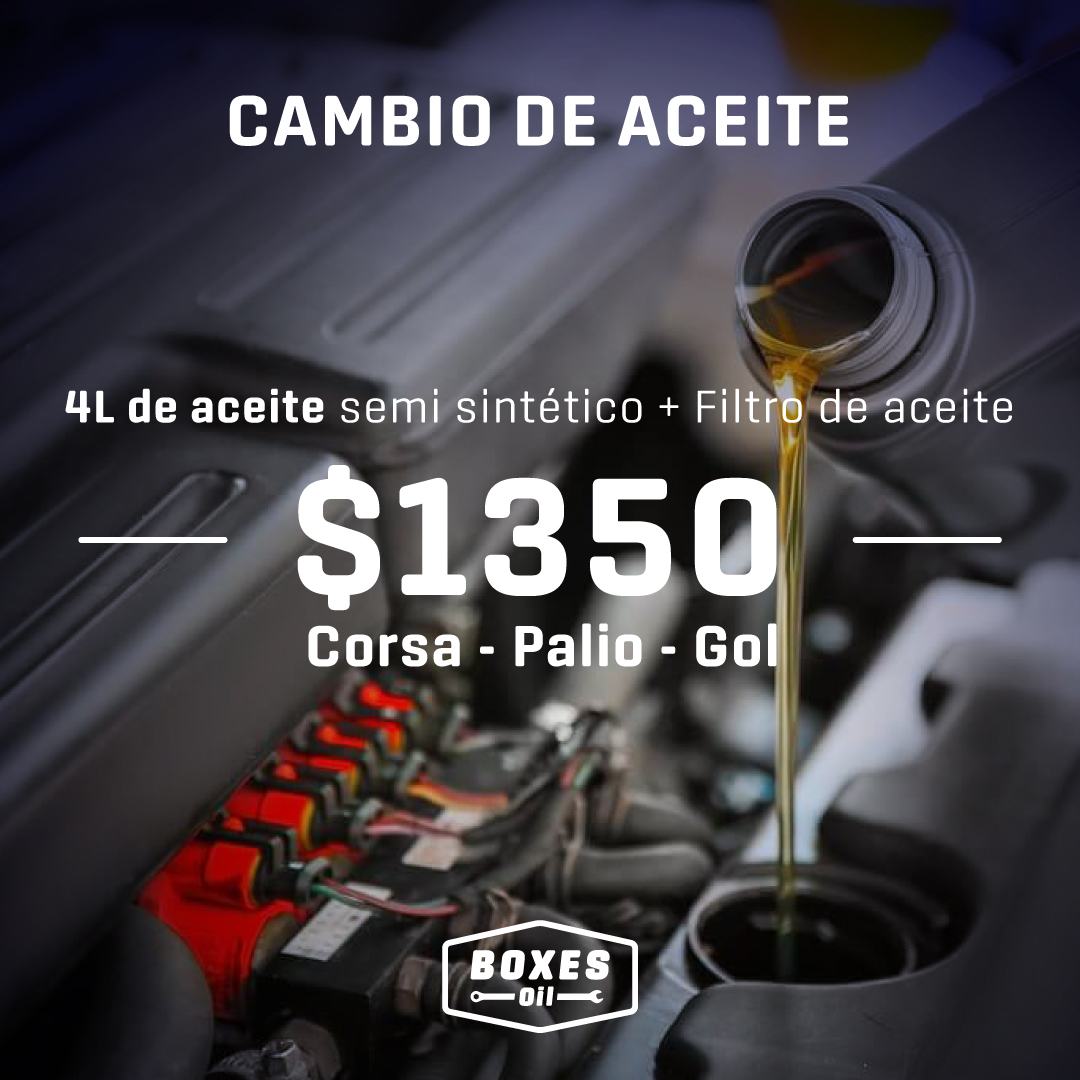 CAMBIO DE ACEITE
4L de aceite semi sintético + Filtro de aceite
$1350
Corsa - Palio - Gol
BOXES
Oil